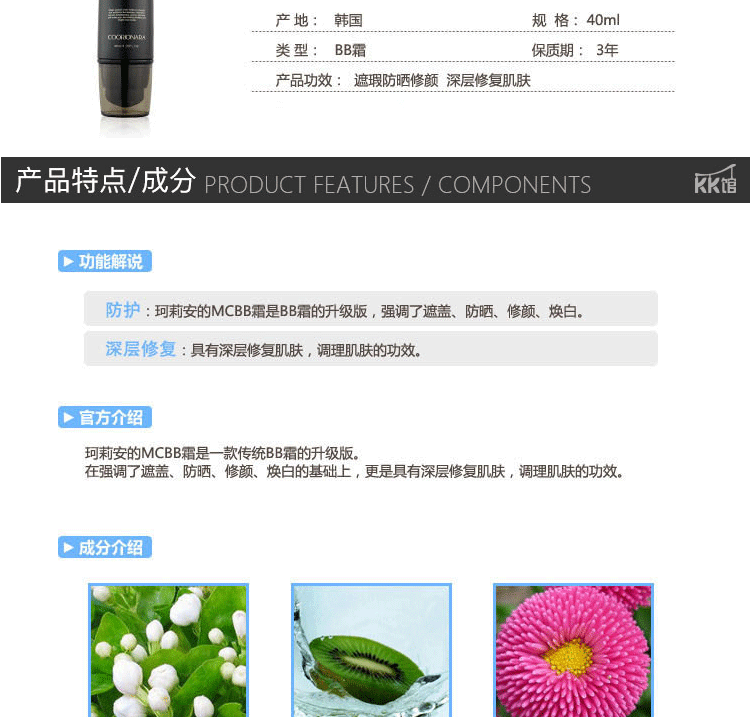 产 地： 韩国
规 格： 40ml
COORONARA
类 型： BB霜
保质期： 3年
产品功效： 遮瑕防晒修颜 深层修复肌肤
产品特点/成分 PRODUCT FEATURES / COMPONENTS
KK馆
功能解说
防护：珂莉安的MCBB霜是BB霜的升级版，强调了遮盖、防晒、修颜、焕白。
深层修复：具有深层修复肌肤，调理肌肤的功效。
官方介绍
珂莉安的MCBB霜是一款传统BB霜的升级版。
在强调了遮盖、防晒、修颜、焕白的基础上，更是具有深层修复肌肤，调理肌肤的功效。
成分介绍